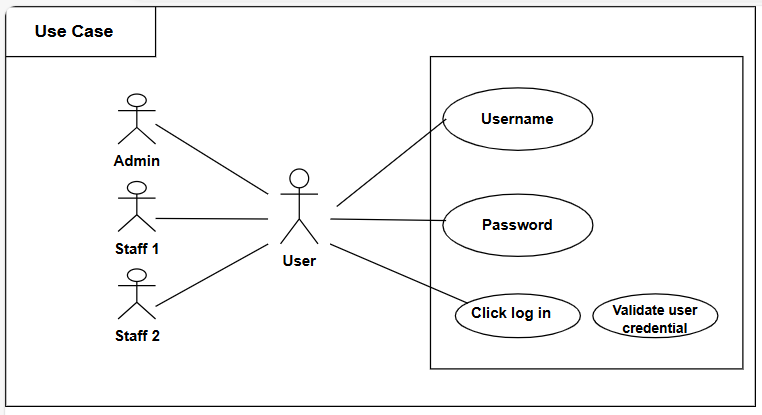 Use Case
Admin
Staff 1
Staff 2
User
Username
Password
Click log in
Validate user
credential